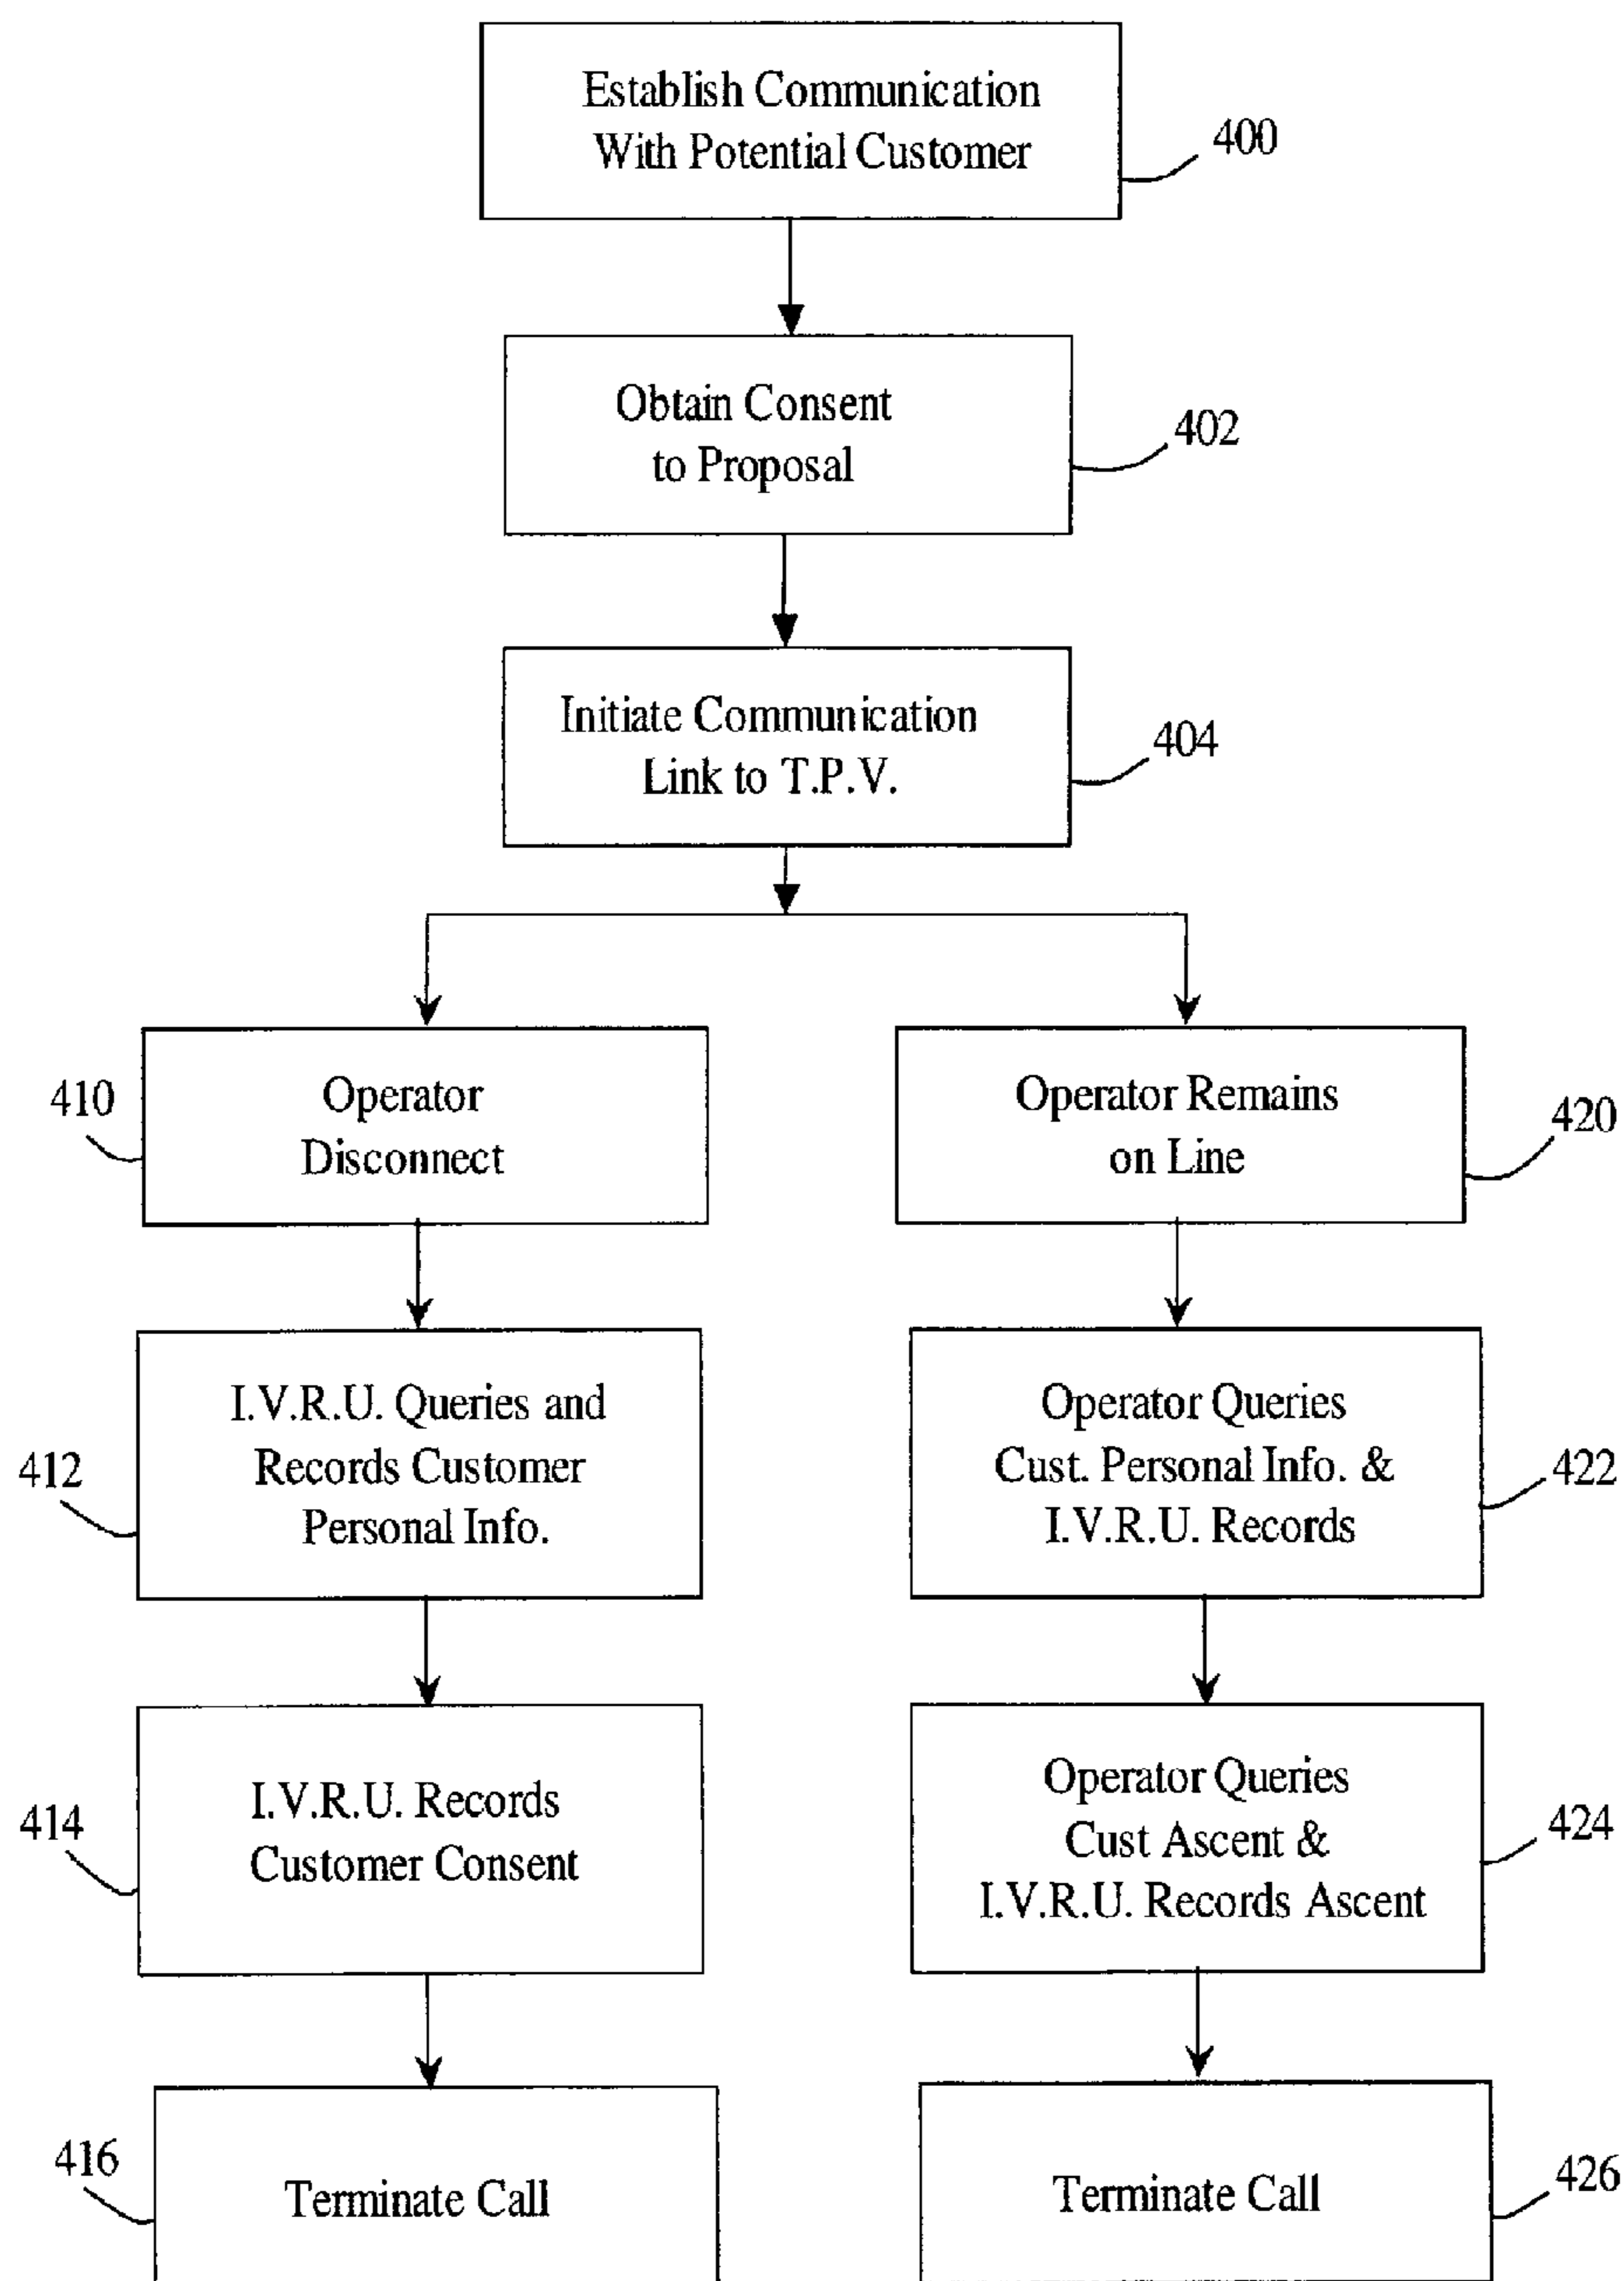 Establish Communication
With Potential Customer
400
Obtain Consent
to Proposal
402
Initiate Communication
Link to T.P.V.
404
410
Operator
Disconnect
Operator Remains
on Line
420
412
I.V.R.U. Queries and
Records Customer
Personal Info.
Operator Queries
Cust. Personal Info. &
I.V.R.U. Records
422
414
I.V.R.U. Records
Customer Consent
Operator Queries
Cust Ascent &
I.V.R.U. Records Ascent
424
416
Terminate Call
Terminate Call
426